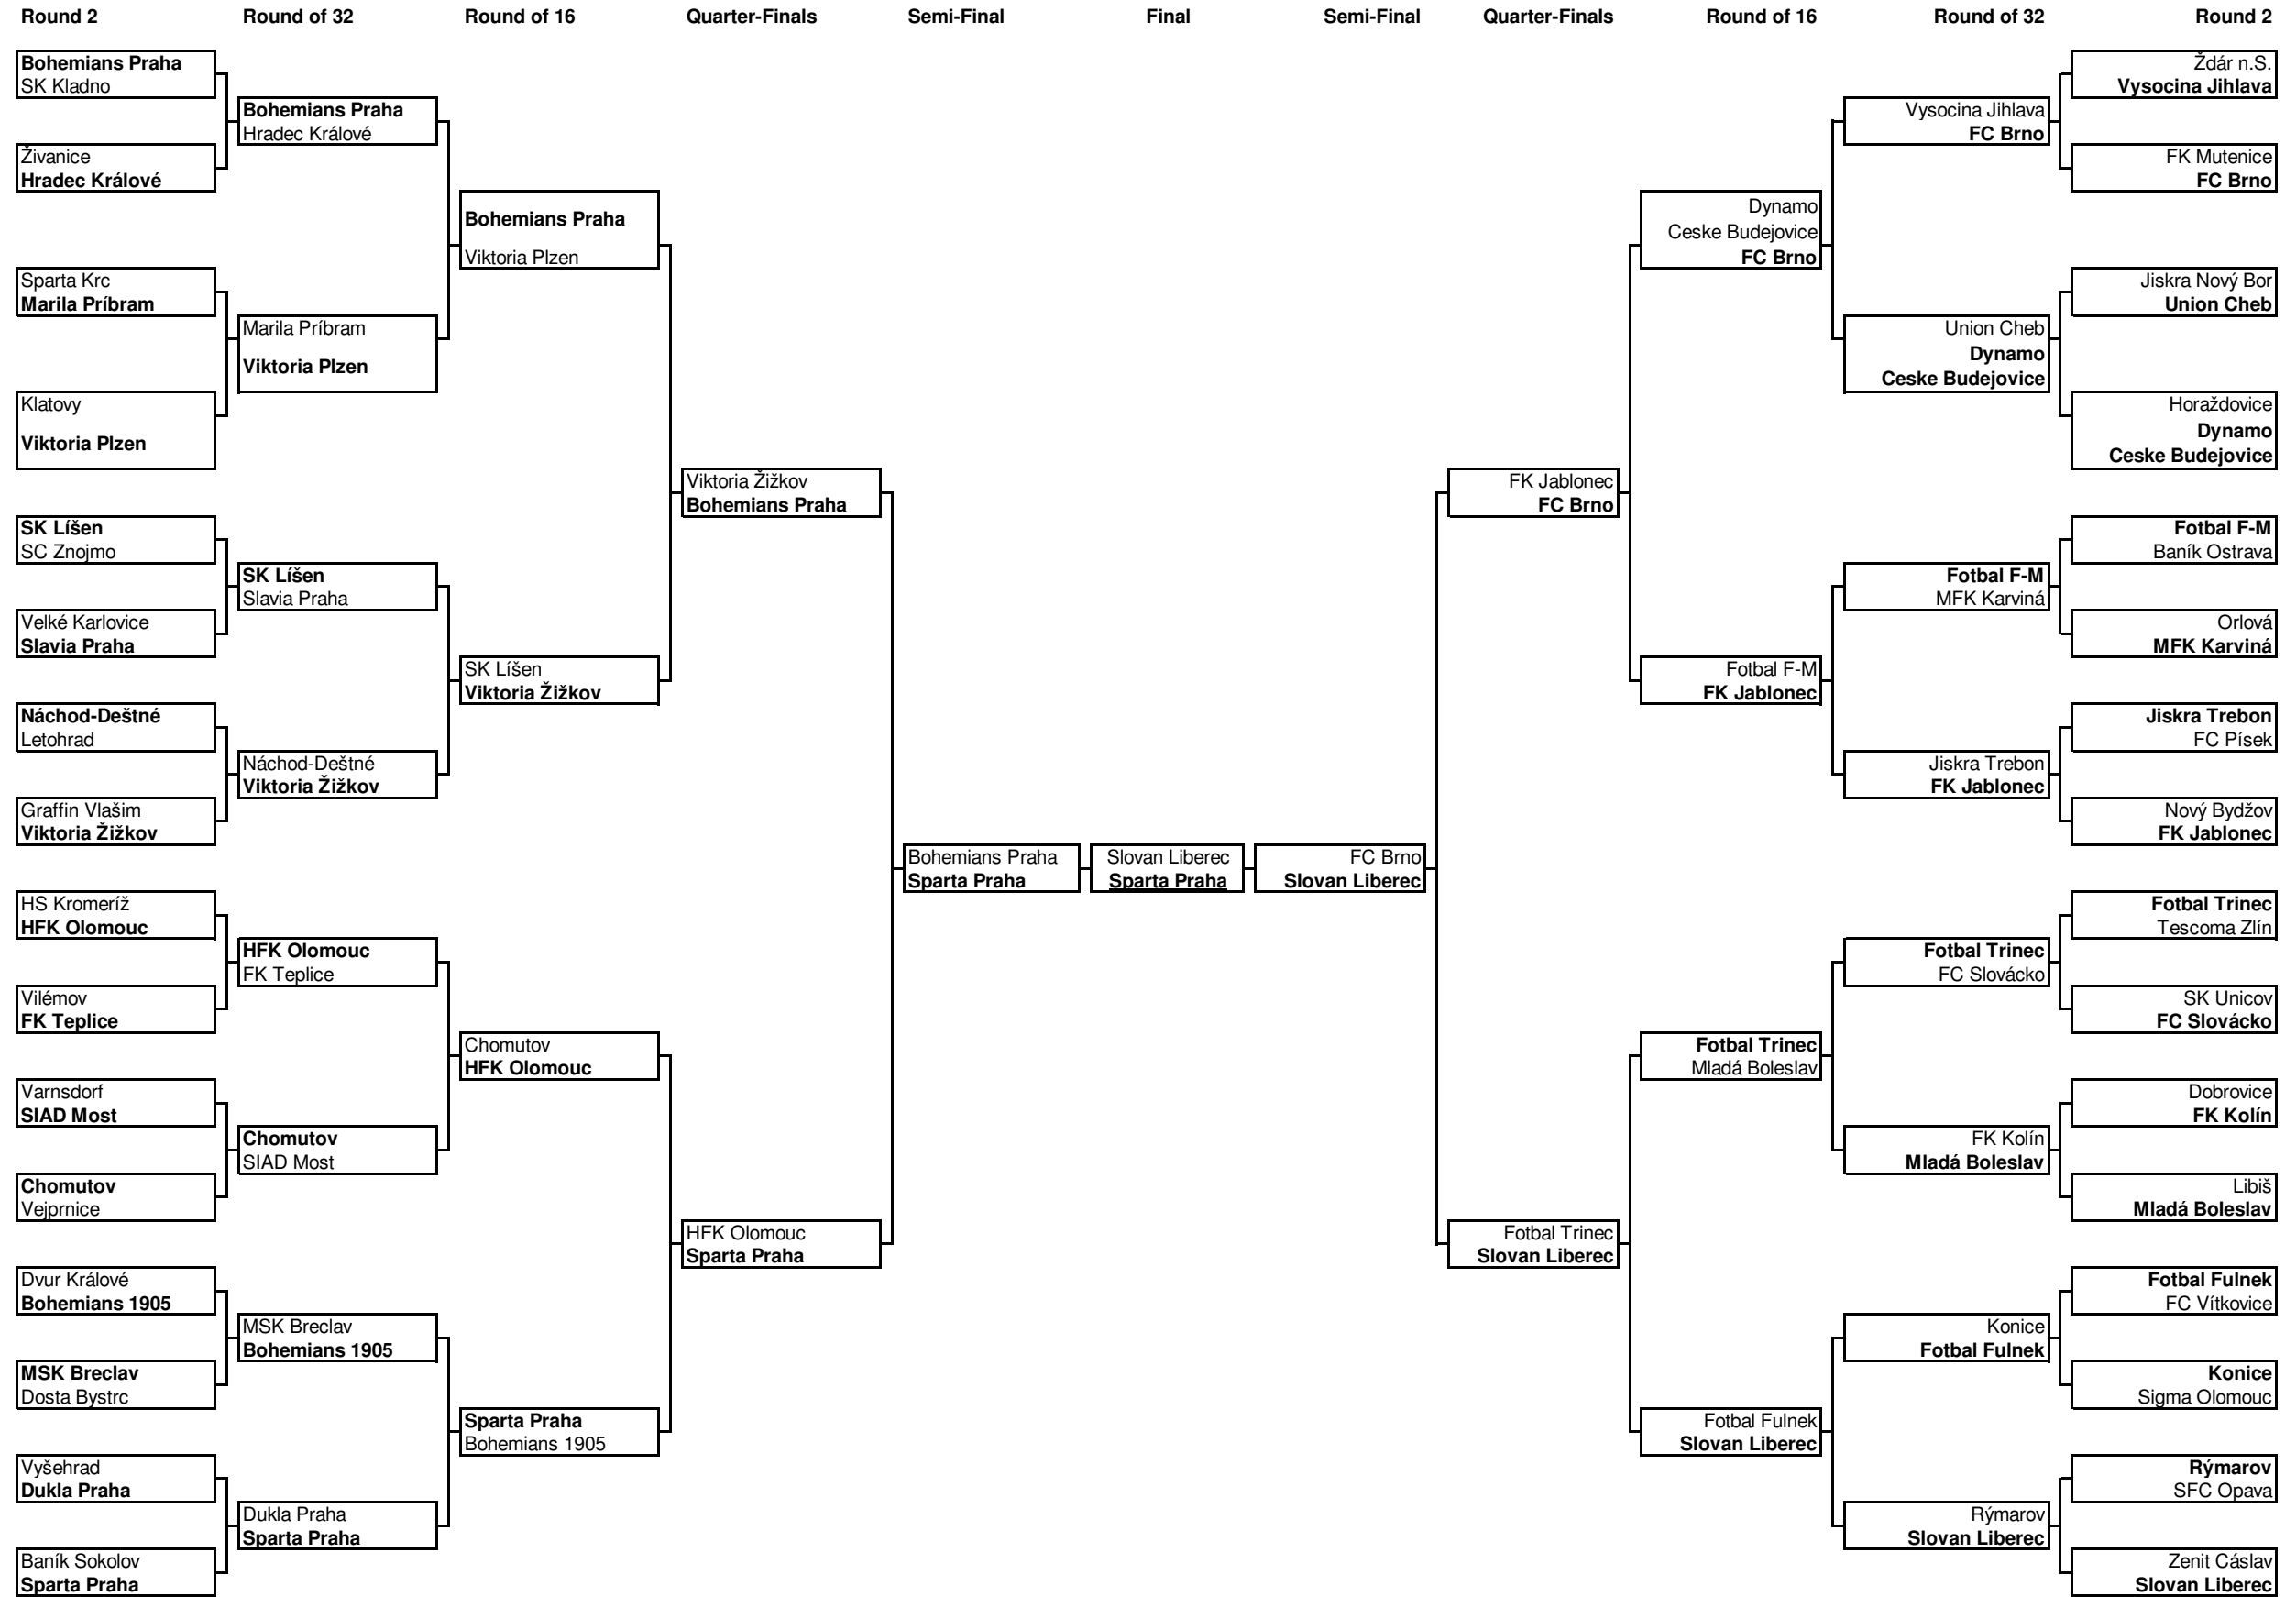 Round 2
Round of 32
Round of 16
Quarter-Finals
Semi-Final
Final
Semi-Final
Quarter-Finals
Round of 16
Round of 32
Round 2
Bohemians Praha
SK Kladno
Živanice
Hradec Králové
Sparta Krc
Marila Príbram
Klatovy
Viktoria Plzen
SK Líšen
SC Znojmo
Velké Karlovice
Slavia Praha
Náchod-Deštné
Letohrad
Graffin Vlašim
Viktoria Žižkov
HS Kromeríž
HFK Olomouc
Vilémov
FK Teplice
Varnsdorf
SIAD Most
Chomutov
Vejprnice
Dvur Králové
Bohemians 1905
MSK Breclav
Dosta Bystrc
Vyšehrad
Dukla Praha
Baník Sokolov
Sparta Praha
Bohemians Praha
Hradec Králové
Marila Príbram
Viktoria Plzen
SK Líšen
Slavia Praha
Náchod-Deštné
Viktoria Žižkov
HFK Olomouc
FK Teplice
Chomutov
SIAD Most
MSK Breclav
Bohemians 1905
Dukla Praha
Sparta Praha
Bohemians Praha
Viktoria Plzen
SK Líšen
Viktoria Žižkov
Chomutov
HFK Olomouc
Sparta Praha
Bohemians 1905
Viktoria Žižkov
Bohemians Praha
HFK Olomouc
Sparta Praha
Bohemians Praha
Sparta Praha
Slovan Liberec
Sparta Praha
FC Brno
Slovan Liberec
FK Jablonec
FC Brno
Fotbal Trinec
Slovan Liberec
Dynamo
Ceske Budejovice
FC Brno
Fotbal F-M
FK Jablonec
Fotbal Trinec
Mladá Boleslav
Fotbal Fulnek
Slovan Liberec
Vysocina Jihlava
FC Brno
Union Cheb
Dynamo
Ceske Budejovice
Fotbal F-M
MFK Karviná
Jiskra Trebon
FK Jablonec
Fotbal Trinec
FC Slovácko
FK Kolín
Mladá Boleslav
Konice
Fotbal Fulnek
Rýmarov
Slovan Liberec
Ždár n.S.
Vysocina Jihlava
FK Mutenice
FC Brno
Jiskra Nový Bor
Union Cheb
Horaždovice
Dynamo
Ceske Budejovice
Fotbal F-M
Baník Ostrava
Orlová
MFK Karviná
Jiskra Trebon
FC Písek
Nový Bydžov
FK Jablonec
Fotbal Trinec
Tescoma Zlín
SK Unicov
FC Slovácko
Dobrovice
FK Kolín
Libiš
Mladá Boleslav
Fotbal Fulnek
FC Vítkovice
Konice
Sigma Olomouc
Rýmarov
SFC Opava
Zenit Cáslav
Slovan Liberec